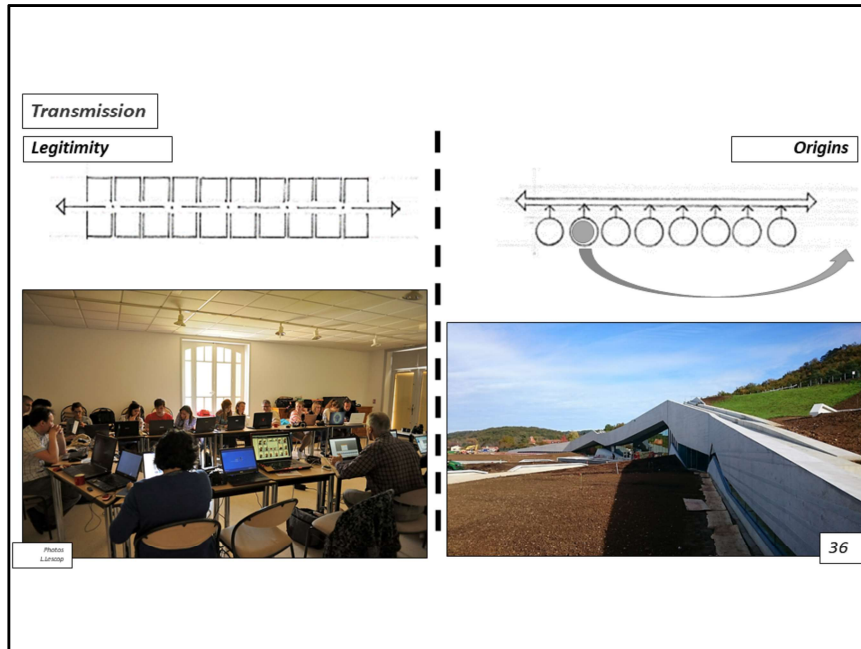 Transmission
Legitimity
Origins
Photos
L.Lescop
36